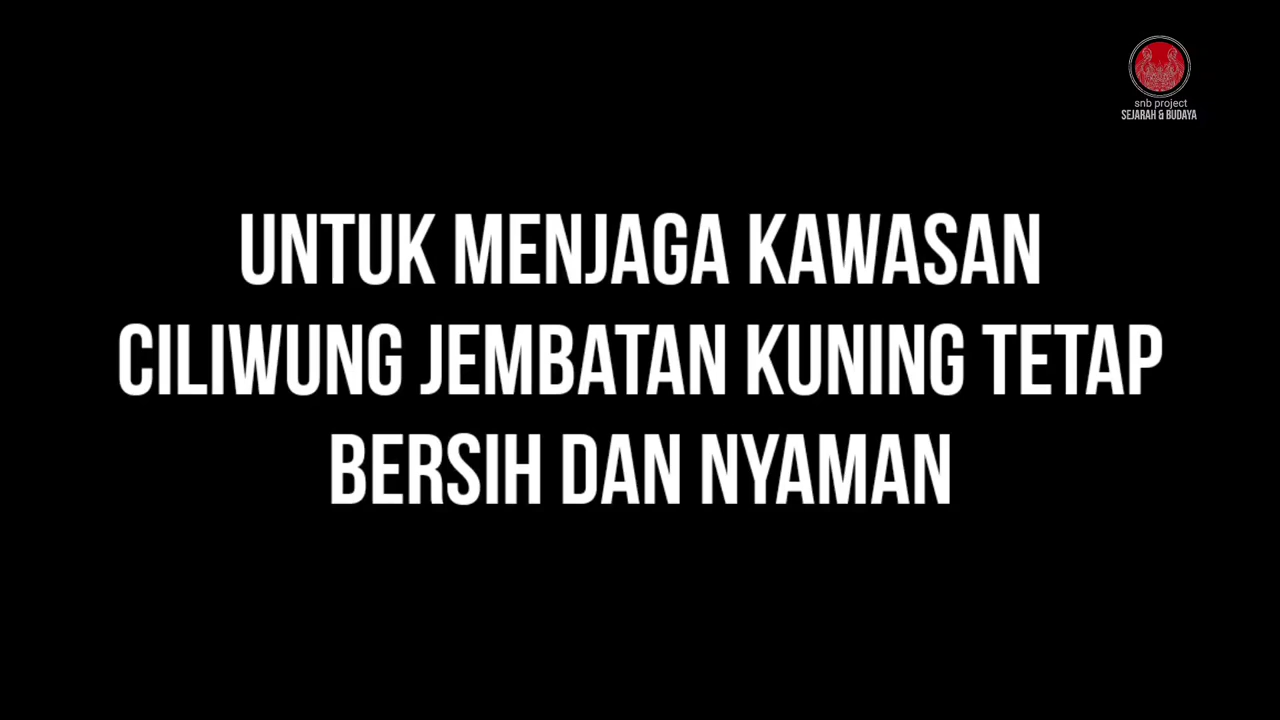 snb project
SEJARAH & BUDAYA
UNTUK MENJAGA KAWASAN
CILIWUNG JEMBATAN KUNING TETAP
BERSIH DAN NYAMAN